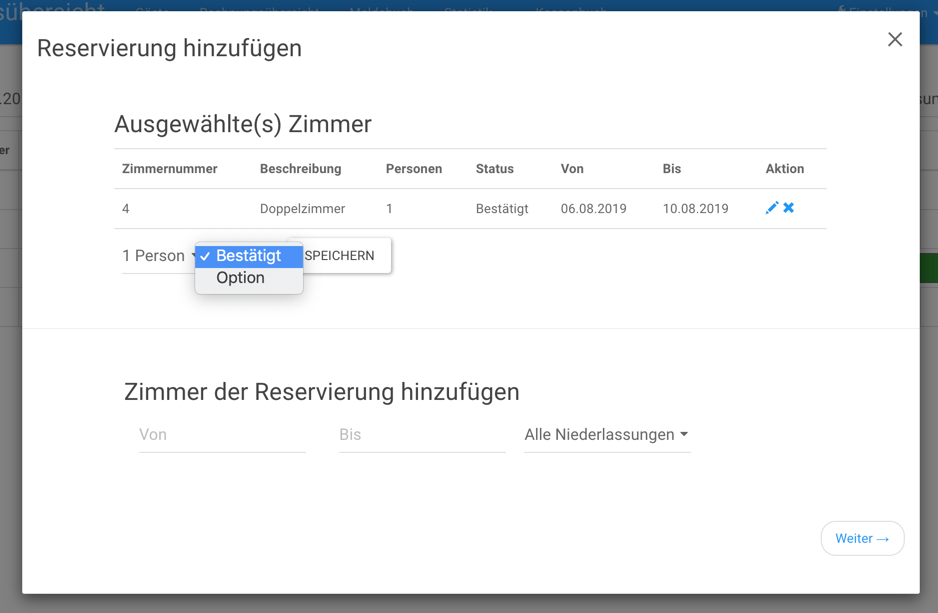 Reservierung hinzufügen
Ausgewählte(s) Zimmer
Zimmernummer Beschreibung Personen Status Von Bis Aktion
4 Doppelzimmer 1 Bestätigt 06.08.2019 10.08.2019
1 Person ✓ Bestätigt SPEICHERN
Option
Zimmer der Reservierung hinzufügen
Von Bis Alle Niederlassungen
Weiter →